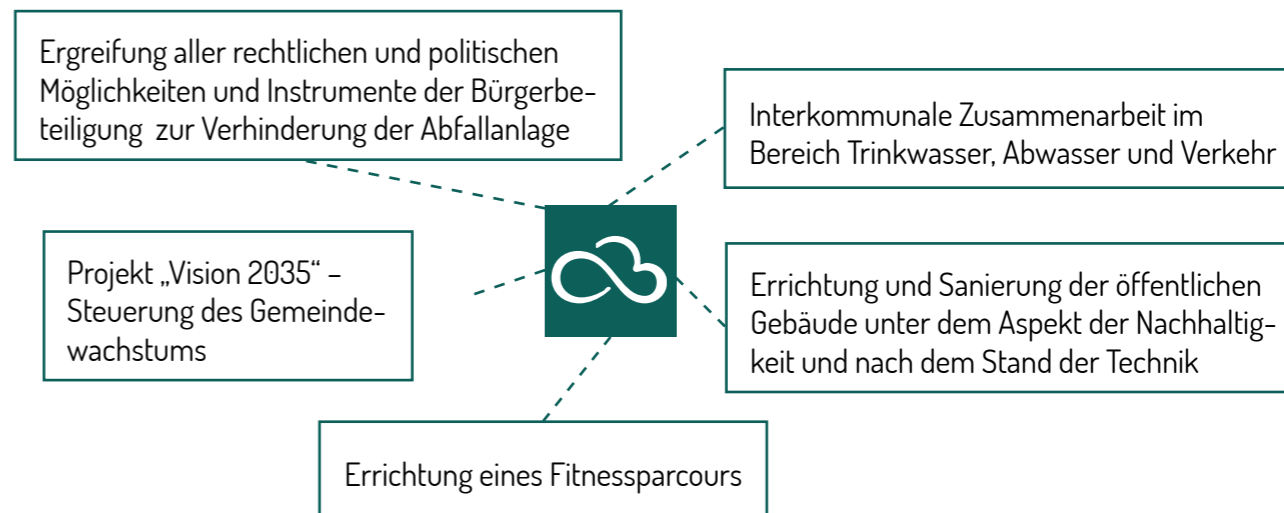 Ergreifung aller rechtlichen und politischen
Möglichkeiten und Instrumente der Bürgerbe-
teiligung  zur Verhinderung der Abfallanlage
Interkommunale Zusammenarbeit im
Bereich Trinkwasser, Abwasser und Verkehr
Projekt „Vision 2035“ –
Steuerung des Gemeinde-
wachstums
Errichtung und Sanierung der öffentlichen
Gebäude unter dem Aspekt der Nachhaltig-
keit und nach dem Stand der Technik
Errichtung eines Fitnessparcours